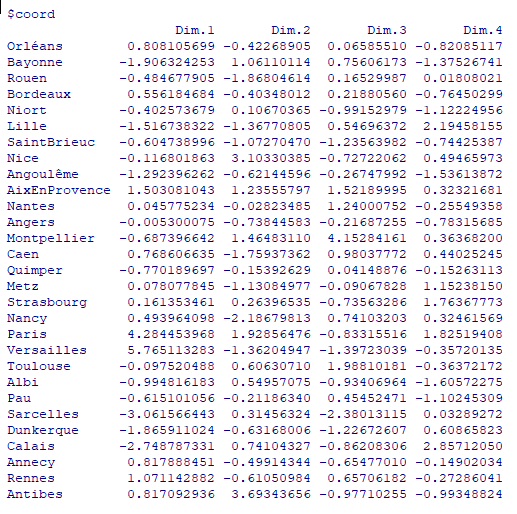 $coord
Dim.1 Dim.2 Dim.3 Dim.4
Orléans 0.808105699 -0.42268905 0.06585510 -0.82085117
Bayonne -1.906324253 1.06110114 0.75606173 -1.37526741
Rouen -0.484677905 -1.86804614 0.16529987 0.01808021
Bordeaux 0.556184684 -0.40348012 0.21880560 -0.76450299
Niort -0.402573679 0.10670365 -0.99152979 -1.12224956
Lille -1.516738322 -1.36770805 0.54696372 2.19458155
SaintBrieuc -0.604738996 -1.07270470 -1.23563982 -0.74425387
Nice -0.116801863 3.10330385 -0.72722062 0.49465973
Angoulême -1.292396262 -0.62144596 -0.26747992 -1.53613872
AixEnProvence 1.503081043 1.23555797 1.52189995 0.32321681
Nantes 0.045775234 -0.02823485 1.24000752 -0.25549358
Angers -0.005300075 -0.73844583 -0.21687255 -0.78315685
Montpellier -0.687396642 1.46483110 4.15284161 0.36368200
Caen 0.768606635 -1.75937362 0.98037772 0.44025245
Quimper -0.770189697 -0.15392629 0.04148876 -0.15263113
Metz 0.078077845 -1.13084977 -0.09067828 1.15238150
Strasbourg 0.161353461 0.26396535 -0.73563286 1.76367773
Nancy 0.493964098 -2.18679813 0.74103203 0.32461569
Paris 4.284453968 1.92856476 -0.83315516 1.82519408
Versailles 5.765113283 -1.36204947 -1.39723039 -0.35720135
Toulouse -0.097520488 0.60630710 1.98810181 -0.36372172
Albi -0.994816183 0.54957075 -0.93406964 -1.60572275
Pau -0.615101056 -0.21186340 0.45452471 -1.10245309
Sarcelles -3.061566443 0.31456324 -2.38013115 0.03289272
Dunkerque -1.865911024 -0.63168006 -1.22672607 0.60865823
Calais -2.748787331 0.74104327 -0.86208306 2.85712050
Annecy 0.817888451 -0.49914344 -0.65477010 -0.14902034
Rennes 1.071142882 -0.61050984 0.65706182 -0.27286041
Antibes 0.817092936 3.69343656 -0.97710255 -0.99348824